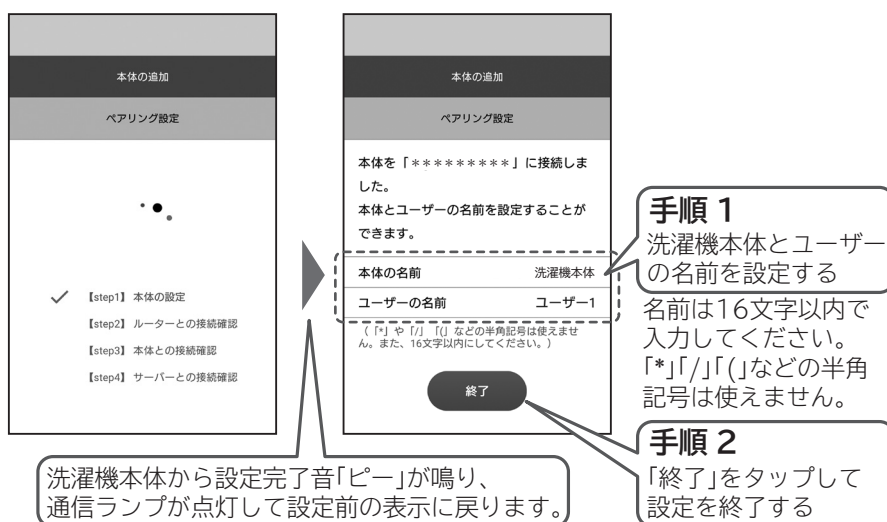 本体の追加
ペアリング設定
【step1】 本体の設定
【step2】 ルーターとの接続確認
【step3】 本体との接続確認
【step4】 サーバーとの接続確認
本体の追加
ペアリング設定
本体を「*********」に接続しま
した。
本体とユーザーの名前を設定することが
できます。
本体の名前 洗濯機本体
ユーザーの名前 ユーザー1
(「*」や「/」「(」などの半角記号は使えませ
ん。また、16文字以内にしてください。)
終了
手順 1
洗濯機本体とユーザー
の名前を設定する
名前は16文字以内で
入力してください。
「*」「/」「(」などの半角
記号は使えません。
手順 2
「終了」をタップして
設定を終了する
洗濯機本体から設定完了音「ピー」が鳴り、
通信ランプが点灯して設定前の表示に戻ります。